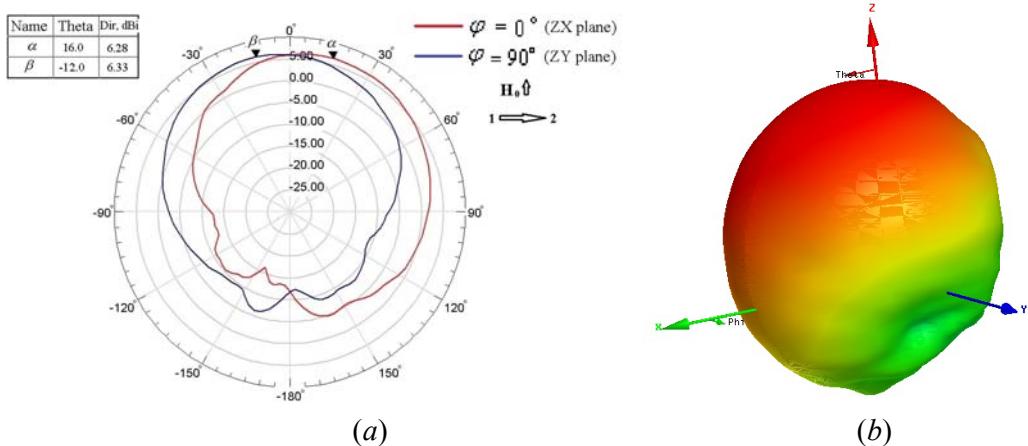 Name Theta Dir, dBi
α 16.0 6.28
β -12.0 6.33
φ = 0° (ZX plane)
φ = 90° (ZY plane)
H₀⇧
1 ⇨ 2
0°
β α
-30° 30°
5.00
0.00
-60° 60°
-5.00
-10.00
-15.00
-20.00
-25.00
-90° 90°
-120° 120°
-150° 150°
-180°
(a)
Z
Theta
X
Phi
Y
(b)